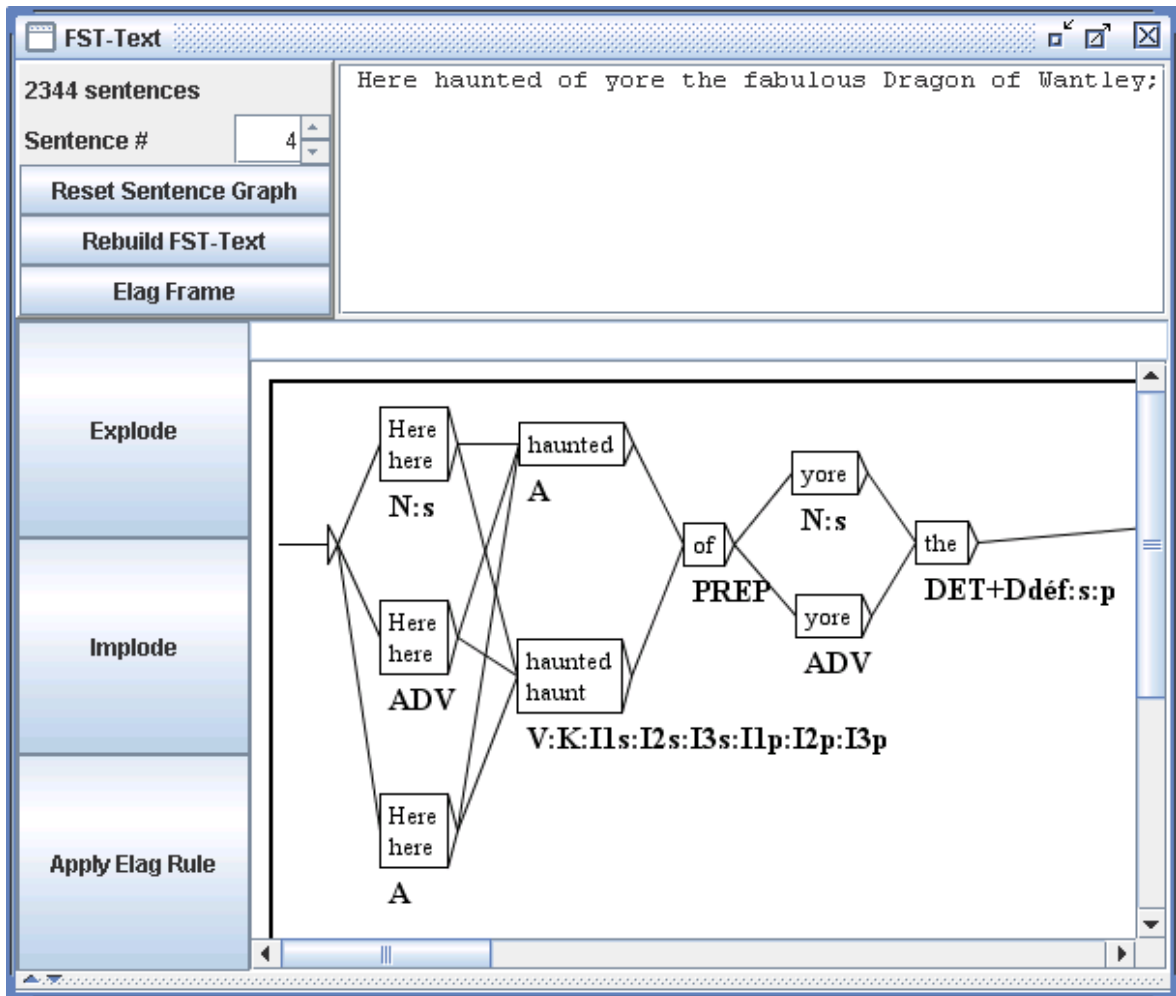 FST-Text
2344 sentences
Sentence #
4
Reset Sentence Graph
Rebuild FST-Text
Elag Frame
Here haunted of yore the fabulous Dragon of Wantley;
Explode
Implode
Apply Elag Rule
Here
here
N:s
Here
here
ADV
Here
here
A
haunted
A
haunted
haunt
V:K:I1s:I2s:I3s:I1p:I2p:I3p
of
PREP
yore
N:s
yore
ADV
the
DET+Ddéf:s:p